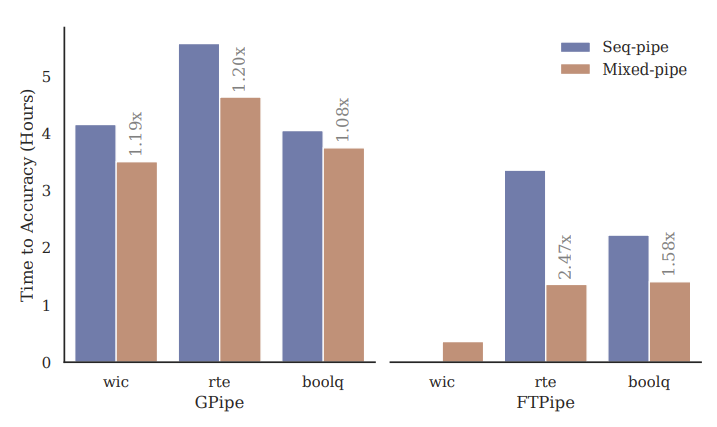 Time to Accuracy (Hours)
5
4
3
2
1
0
1.19x
1.20x
1.08x
2.47x
1.58x
Seq-pipe
Mixed-pipe
wic
rte
boolq
GPipe
wic
rte
boolq
FTPipe